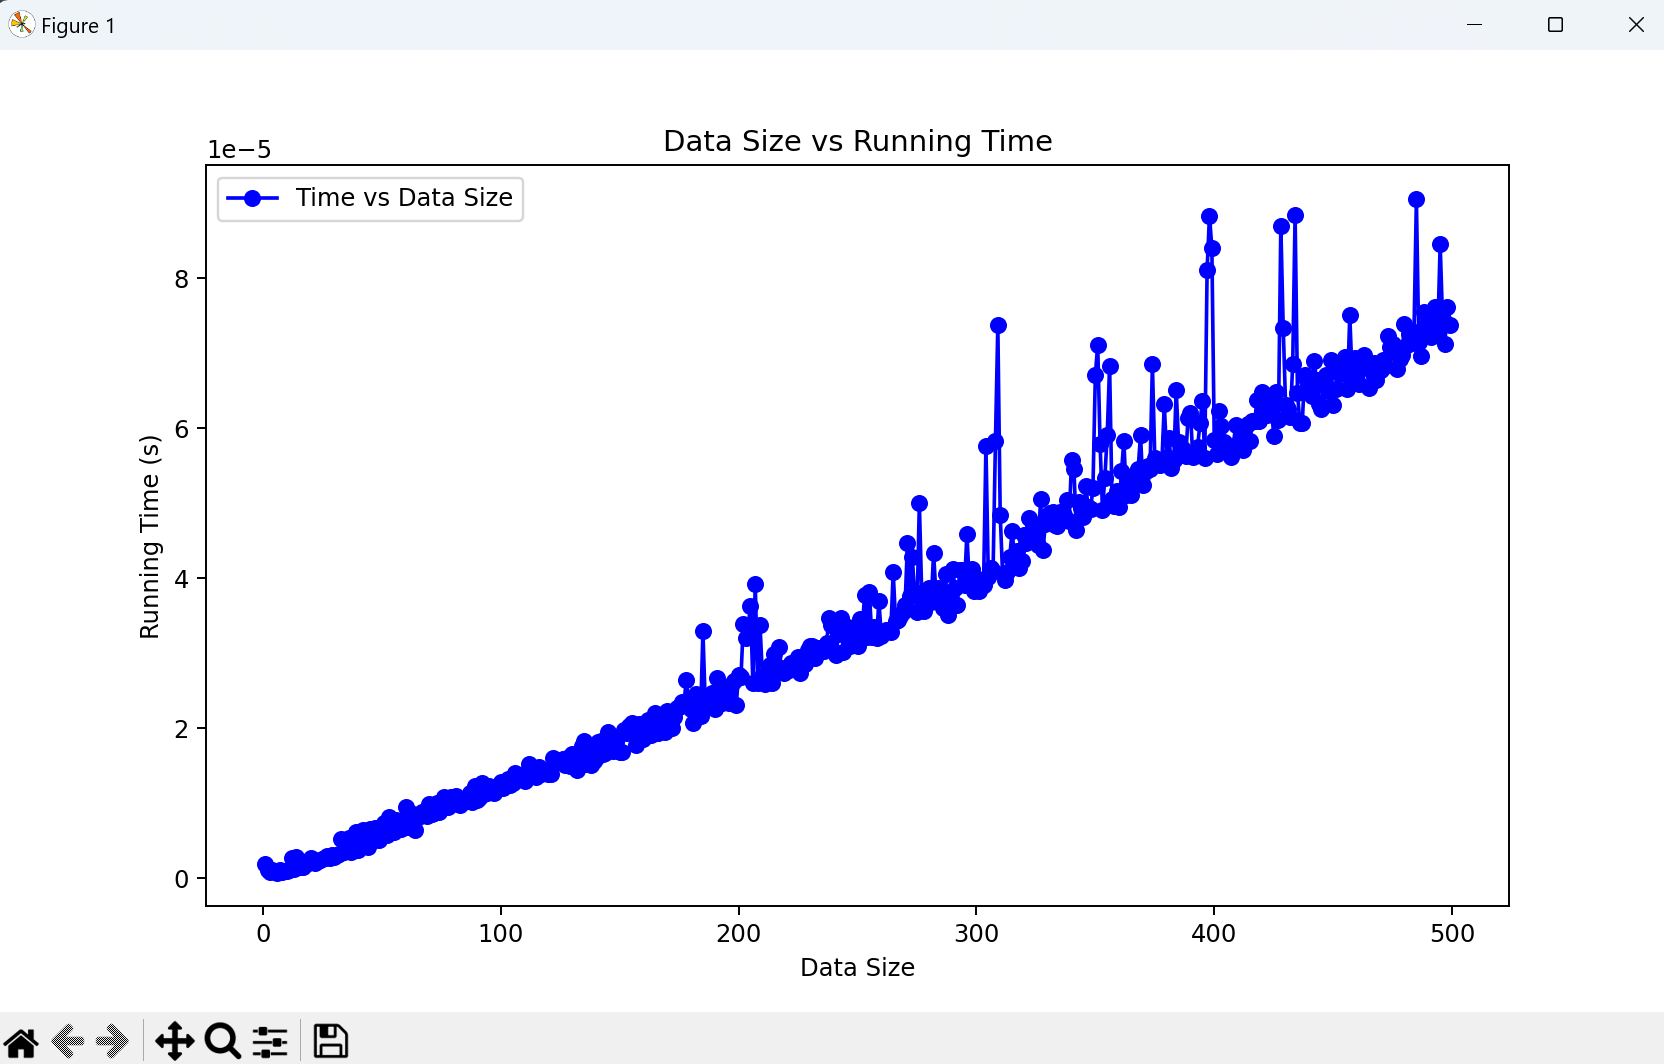 Figure 1
Data Size vs Running Time
1e−5
Time vs Data Size
8
6
4
2
0
Running Time (s)
0 100 200 300 400 500
Data Size